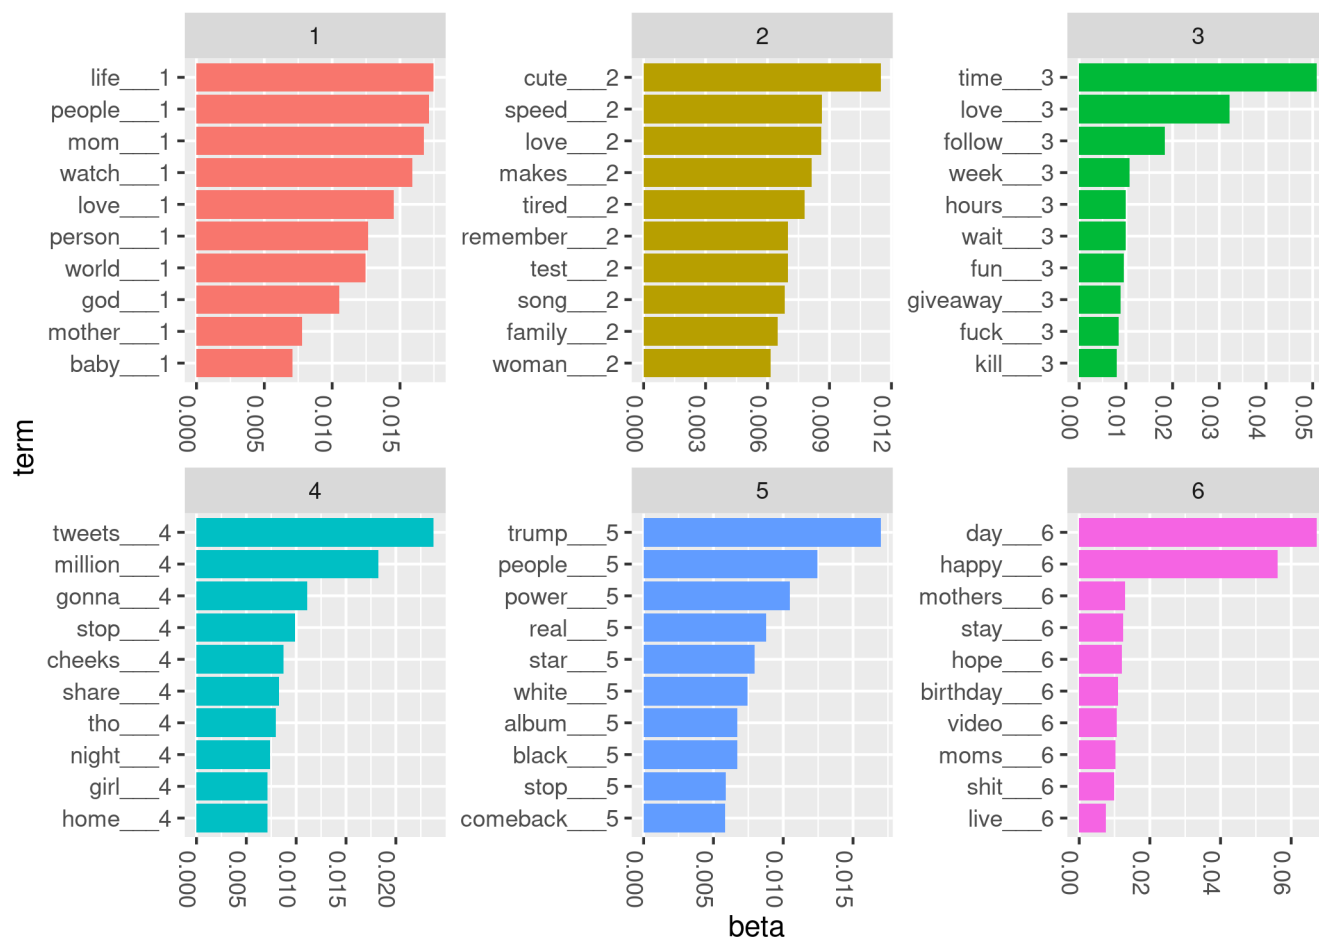 1
life___1
people___1
mom___1
watch___1
love___1
person___1
world___1
god___1
mother___1
baby___1
0.000
0.005
0.010
0.015
2
cute___2
speed___2
love___2
makes___2
tired___2
remember___2
test___2
song___2
family___2
woman___2
0.000
0.003
0.006
0.009
0.012
3
time___3
love___3
follow___3
week___3
hours___3
wait___3
fun___3
giveaway___3
fuck___3
kill___3
0.00
0.01
0.02
0.03
0.04
0.05
term
4
tweets___4
million___4
gonna___4
stop___4
cheeks___4
share___4
tho___4
night___4
girl___4
home___4
0.000
0.005
0.010
0.015
0.020
5
trump___5
people___5
power___5
real___5
star___5
white___5
album___5
black___5
stop___5
comeback___5
0.000
0.005
0.010
0.015
6
day___6
happy___6
mothers___6
stay___6
hope___6
birthday___6
video___6
moms___6
shit___6
live___6
0.00
0.02
0.04
0.06
beta